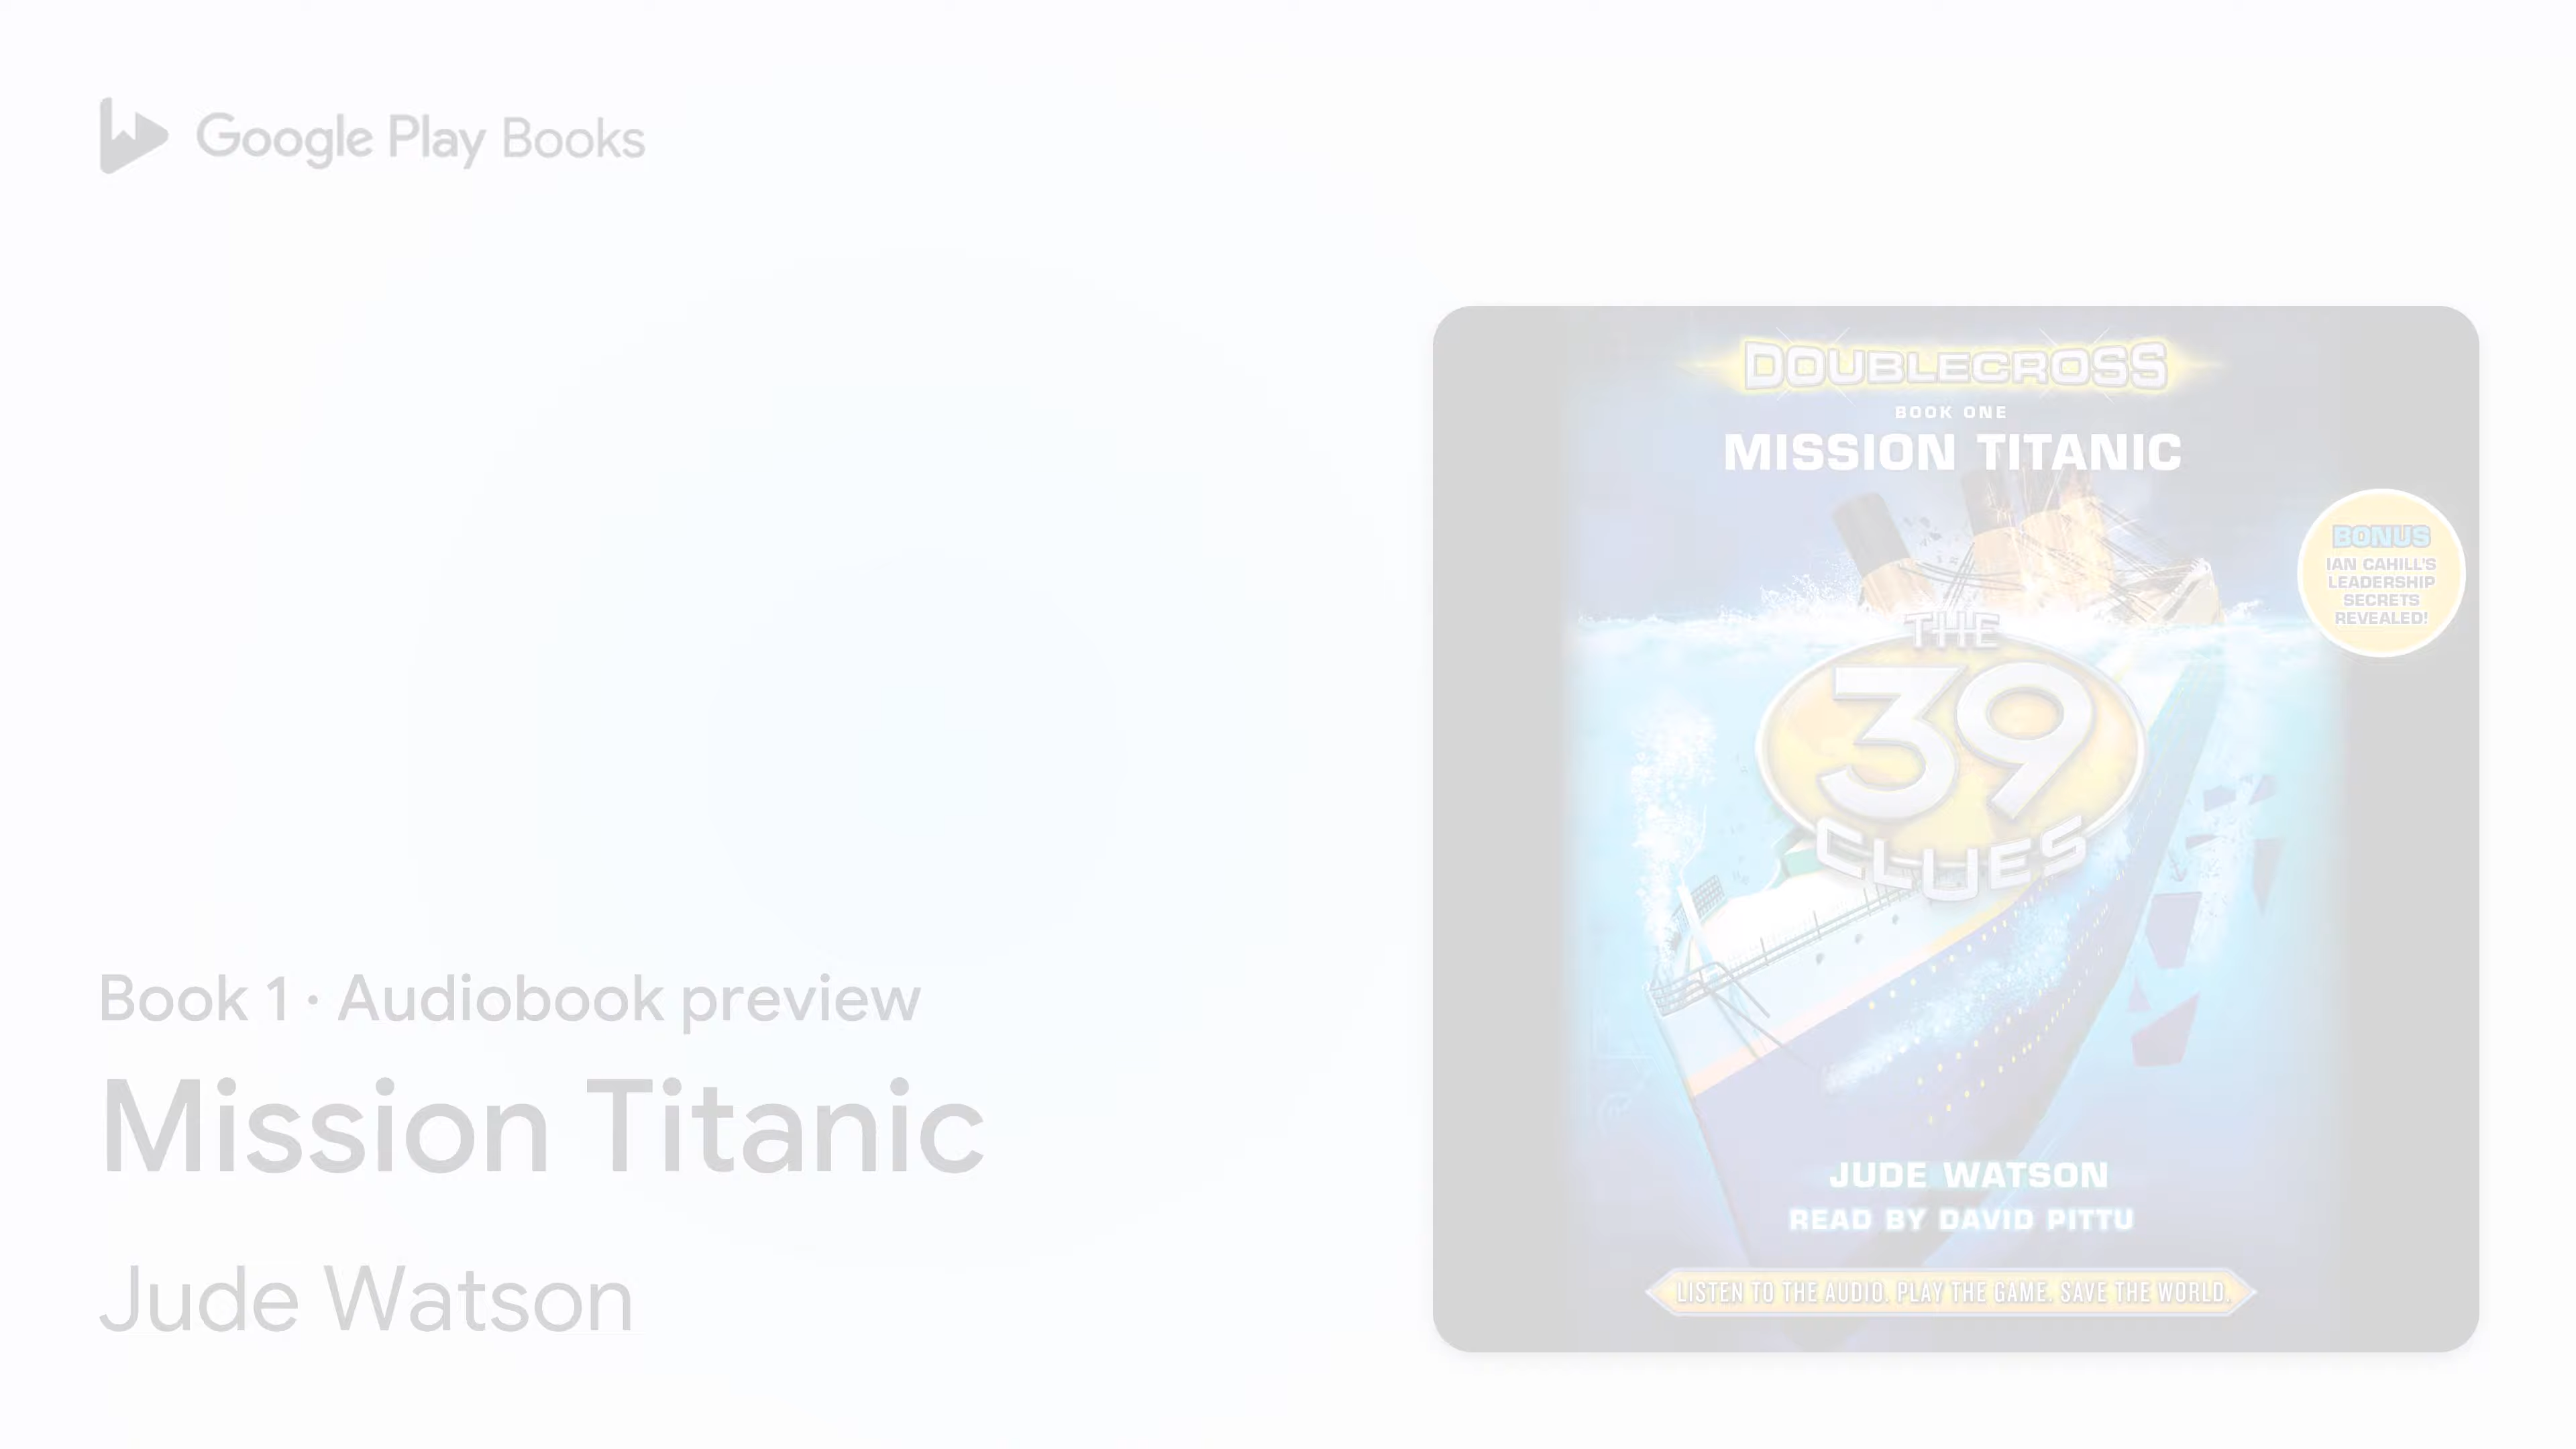 Google Play Books
Book 1 · Audiobook preview
Mission Titanic
Jude Watson
DOUBLECROSS
BOOK ONE
MISSION TITANIC
BONUS
IAN CAHILL'S
LEADERSHIP
SECRETS
REVEALED!
THE
39
CLUES
JUDE WATSON
READ BY DAVID PITTU
LISTEN TO THE AUDIO. PLAY THE GAME. SAVE THE WORLD.